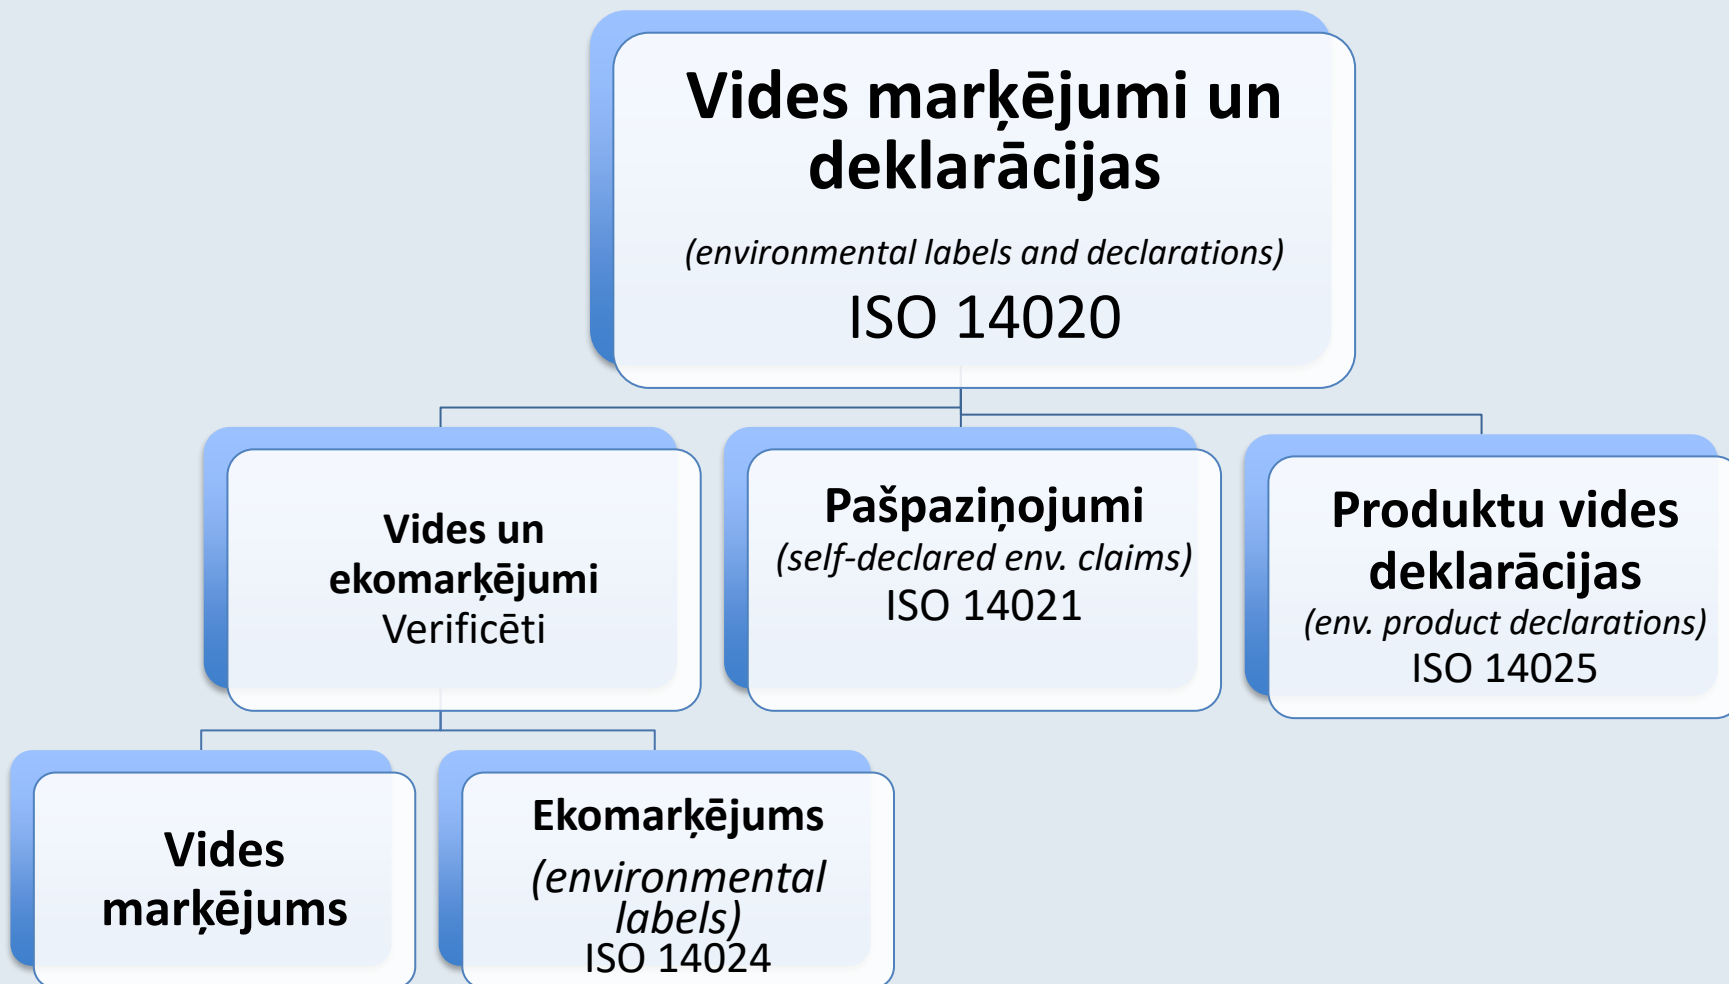 Vides marķējumi un
deklarācijas
(environmental labels and declarations)
ISO 14020
Vides un
ekomarķējumi
Verificēti
Pašpaziņojumi
(self-declared env. claims)
ISO 14021
Produktu vides
deklarācijas
(env. product declarations)
ISO 14025
Vides
marķējums
Ekomarķējums
(environmental
labels)
ISO 14024